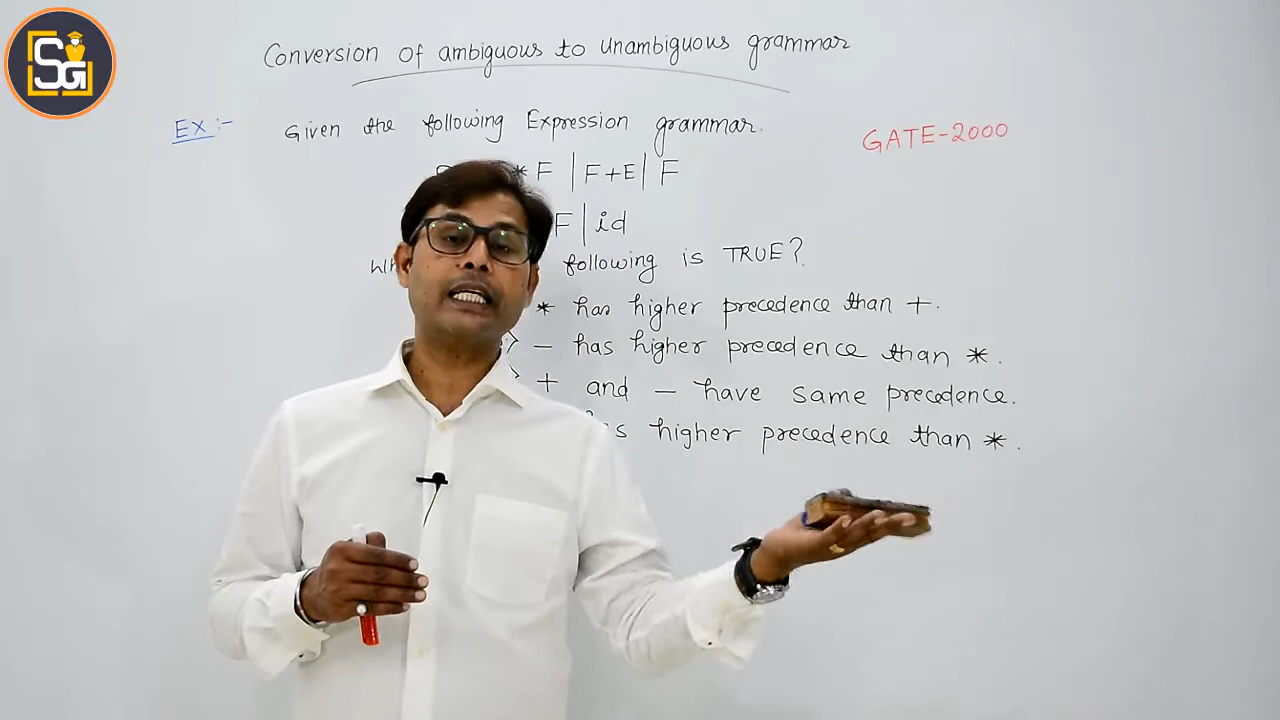 SG
Conversion of ambiguous to unambiguous grammar
EX:- Given the following Expression grammar.
GATE-2000
* F | F+E | F
F | id
following is TRUE?
* has higher precedence than +.
- has higher precedence than *.
+ and - have same precedence.
higher precedence than *.